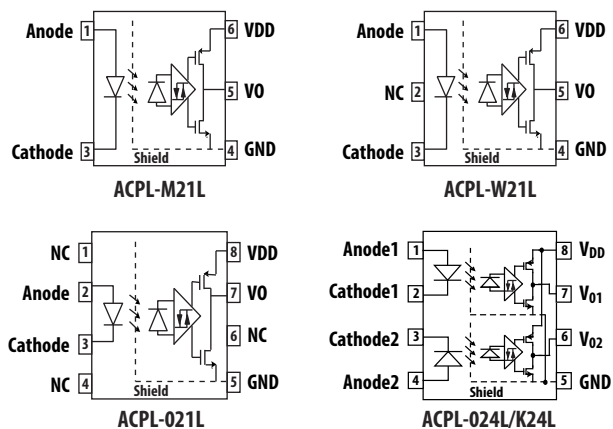 Anode 1 6 VDD
5 VO
Cathode 3 4 GND
Shield
ACPL-M21L
Anode 1 6 VDD
NC 2 5 VO
Cathode 3 4 GND
Shield
ACPL-W21L
NC 1 8 VDD
Anode 2 7 VO
Cathode 3 6 NC
NC 4 5 GND
Shield
ACPL-021L
Anode1 1 8 VDD
Cathode1 2 7 V01
Cathode2 3 6 V02
Anode2 4 5 GND
Shield
ACPL-024L/K24L